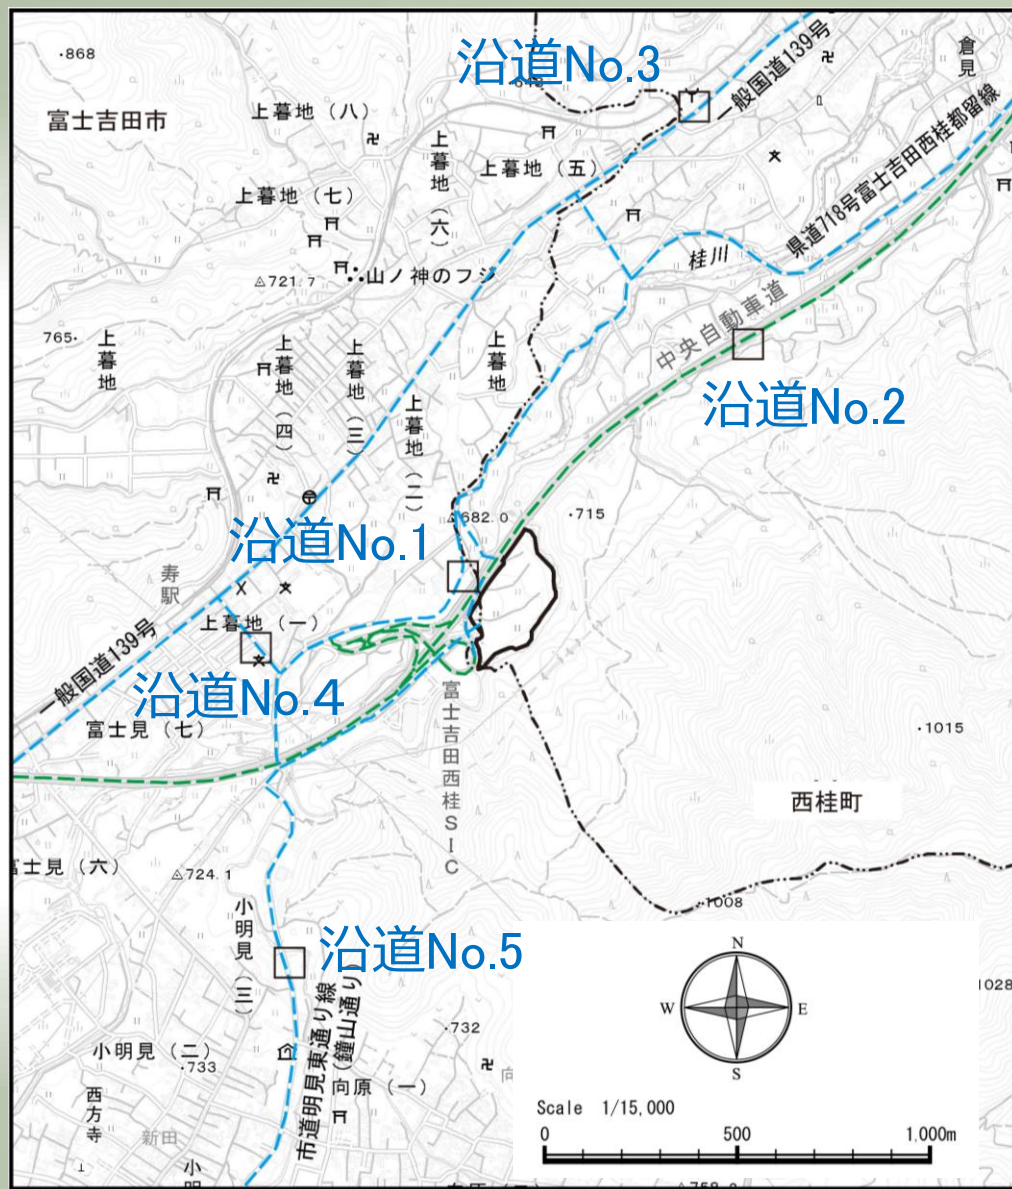 沿道No.3
一般国道139号
倉見
・868
富士吉田市
上暮地（八）
上暮地（六）
上暮地（五）
上暮地（七）
県道718号富士吉田西桂都留線
桂川
山ノ神のフジ
△721.7
中央自動車道
765・
上暮地
上暮地（四）
上暮地（三）
上暮地
上暮地（二）
沿道No.2
682.0
・715
沿道No.1
寿駅
上暮地（一）
一般国道139号
沿道No.4
富士見（七）
富士吉田西桂SIC
・1015
西桂町
富士見（六）
△724.1
・1008
小明見（三）
沿道No.5
市道明見東通り線
（鐘山通り）
N
W
E
S
1028
・732
小明見（二）
・733
向原（一）
向
西方寺
新田
Scale 1/15,000
0
500
1.000m